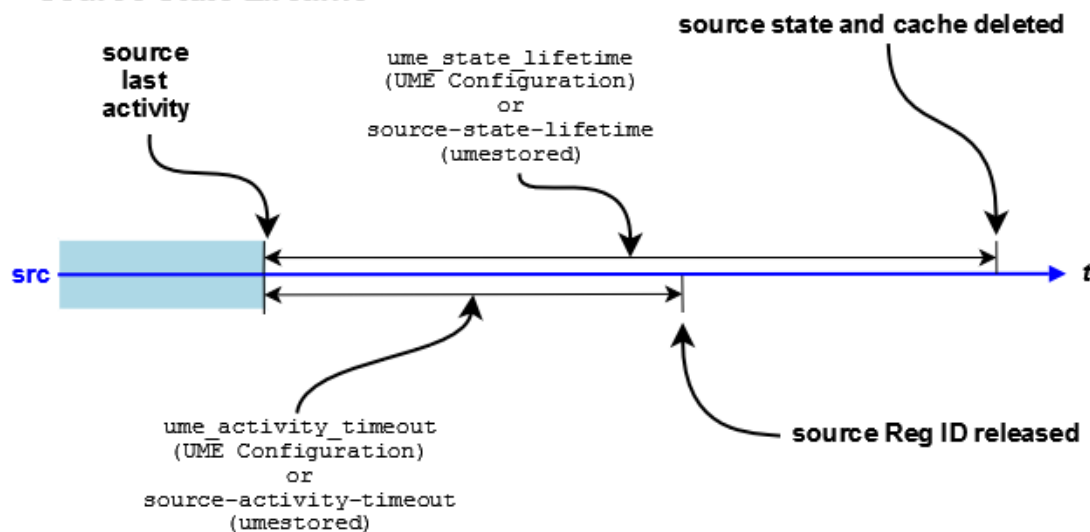 source state and cache deleted
source
last
activity
ume_state_lifetime
(UME Configuration)
or
source-state-lifetime
(umestored)
src
t
ume_activity_timeout
(UME Configuration)
or
source-activity-timeout
(umestored)
source Reg ID released